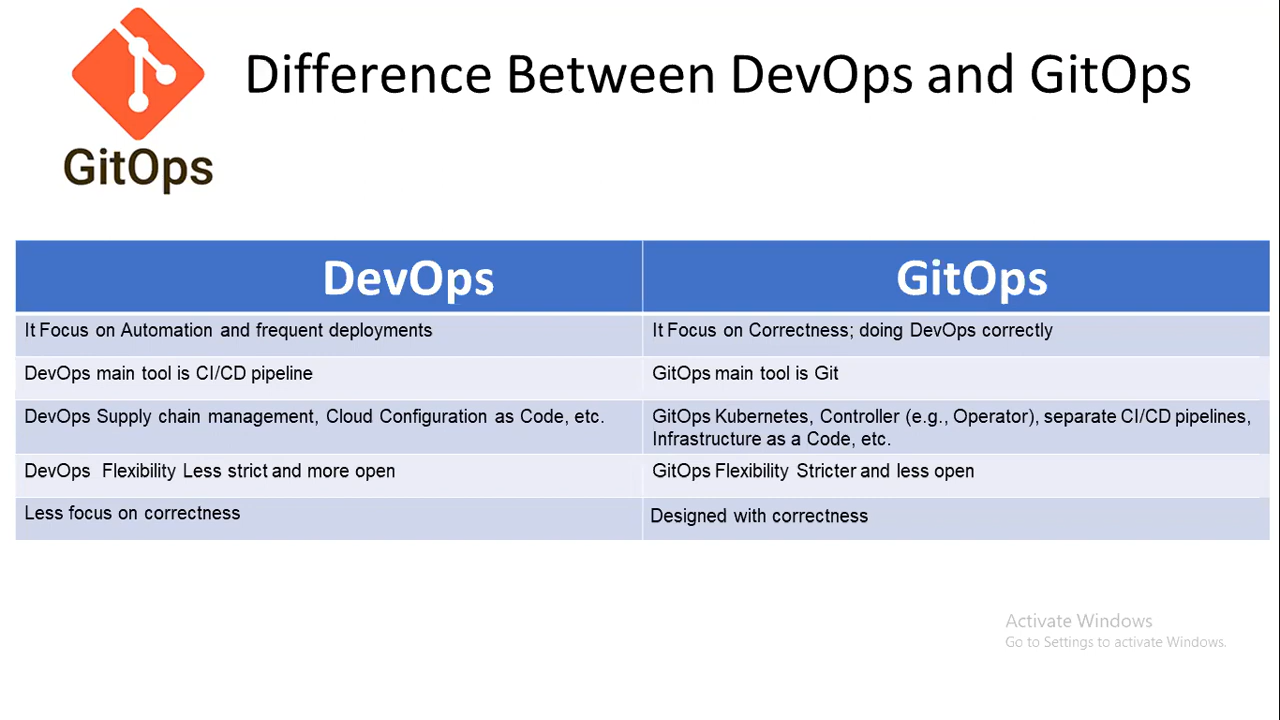 GitOps
Difference Between DevOps and GitOps
DevOps
GitOps
It Focus on Automation and frequent deployments
It Focus on Correctness; doing DevOps correctly
DevOps main tool is CI/CD pipeline
GitOps main tool is Git
DevOps Supply chain management, Cloud Configuration as Code, etc.
GitOps Kubernetes, Controller (e.g., Operator), separate CI/CD pipelines,
Infrastructure as a Code, etc.
DevOps  Flexibility Less strict and more open
GitOps Flexibility Stricter and less open
Less focus on correctness
Designed with correctness
Activate Windows
Go to Settings to activate Windows.